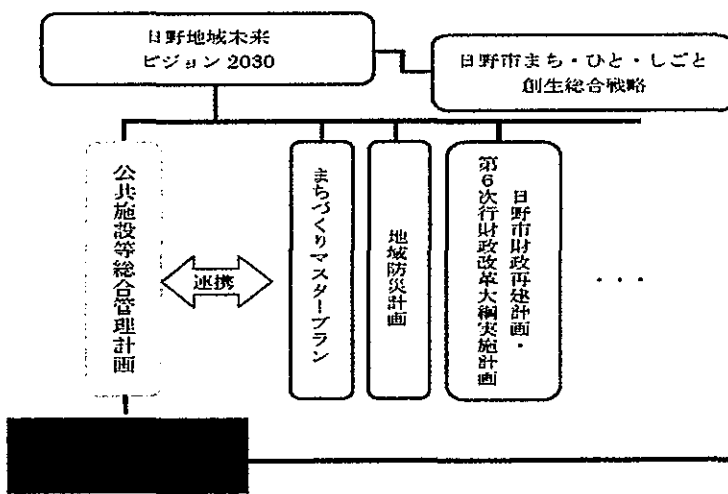 日野地域未来
ビジョン 2030
日野市まち・ひと・しごと
創生総合戦略
公共施設等総合管理計画
連携
まちづくりマスタープラン
地域防災計画
日野市財政再建計画・
第6次行財政改革大綱実施計画
・・・